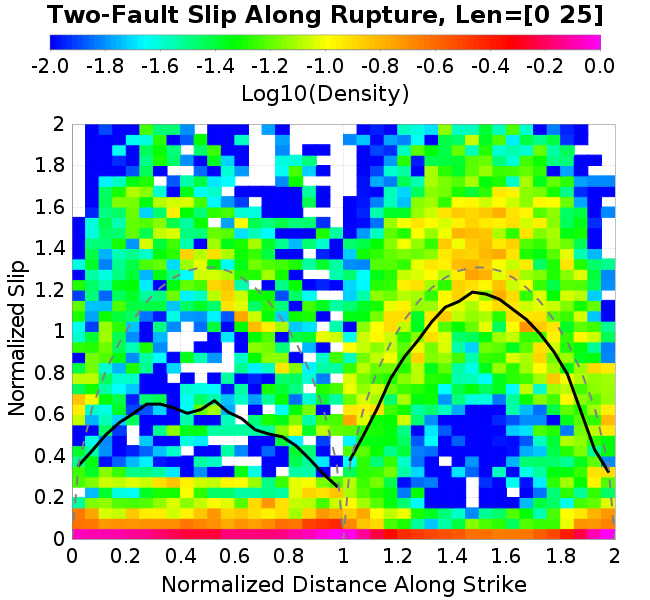 Two-Fault Slip Along Rupture, Len=[0 25]
-2.0 -1.8 -1.6 -1.4 -1.2 -1.0 -0.8 -0.6 -0.4 -0.2 0.0
Log10(Density)
2
1.8
1.6
1.4
1.2
1
0.8
0.6
0.4
0.2
0
Normalized Slip
0 0.2 0.4 0.6 0.8 1 1.2 1.4 1.6 1.8 2
Normalized Distance Along Strike